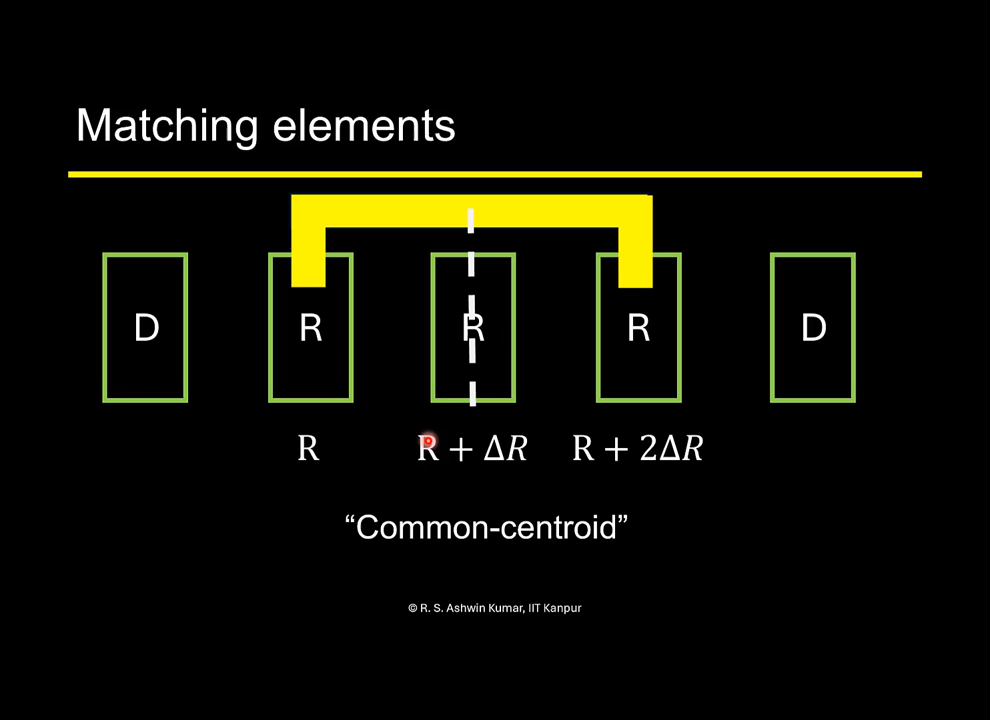 Matching elements
D R R R D
R R + ΔR R + 2ΔR
“Common-centroid”
© R. S. Ashwin Kumar, IIT Kanpur